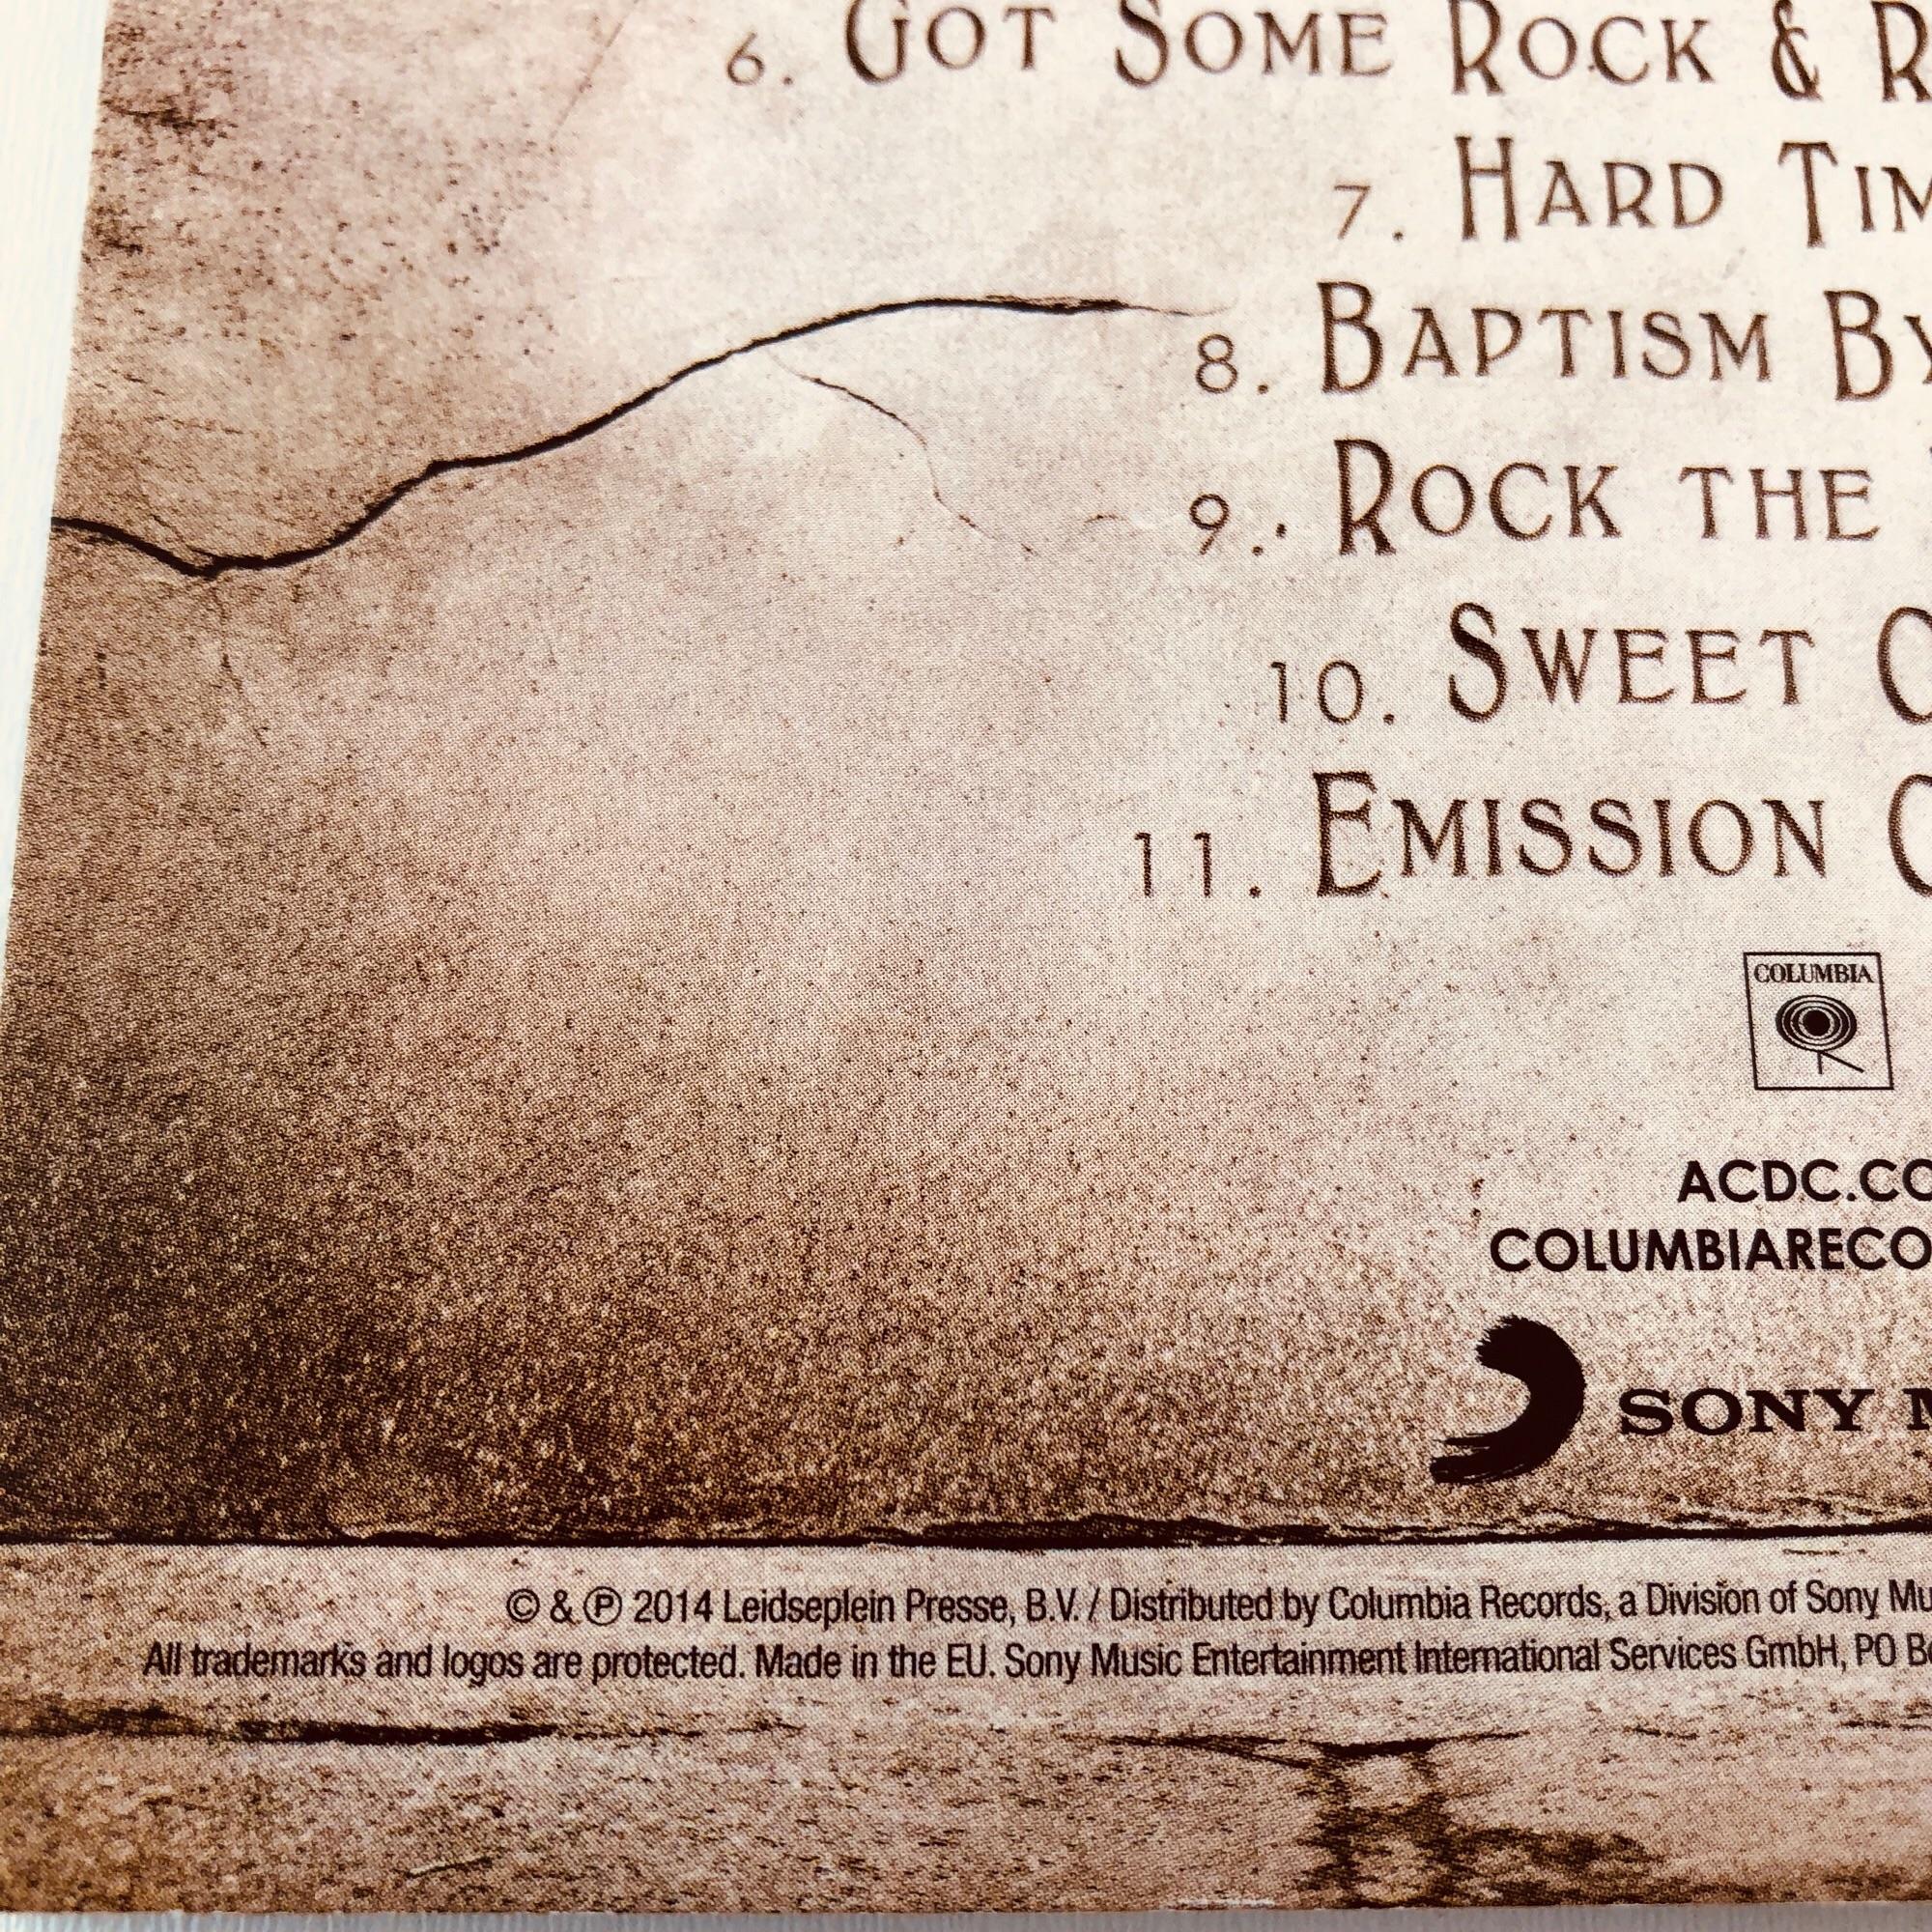 6. Got Some Rock & R
7. Hard Tim
8. Baptism By
9. Rock the
10. Sweet C
11. Emission C
COLUMBIA
ACDC.CO
COLUMBIARECO
SONY M
© & ℗ 2014 Leidseplein Presse, B.V. / Distributed by Columbia Records, a Division of Sony Mu
All trademarks and logos are protected. Made in the EU. Sony Music Entertainment International Services GmbH, PO B